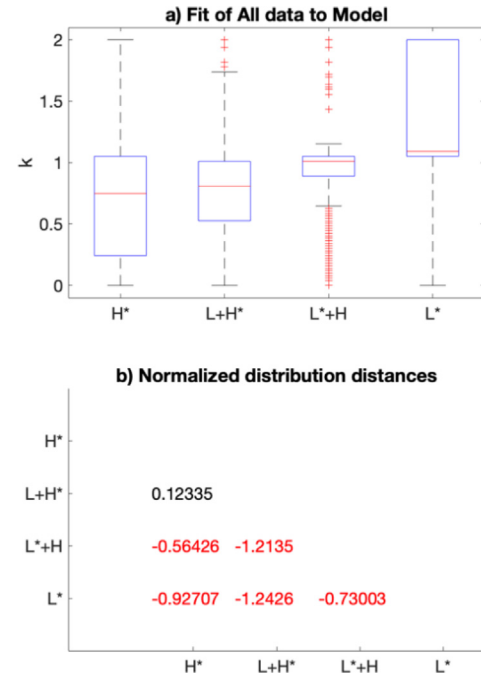 a) Fit of All data to Model
2
1.5
k
1
0.5
0
H* L+H* L*+H L*
b) Normalized distribution distances
H*
L+H* 0.12335
L*+H -0.56426 -1.2135
L* -0.92707 -1.2426 -0.73003
H* L+H* L*+H L*